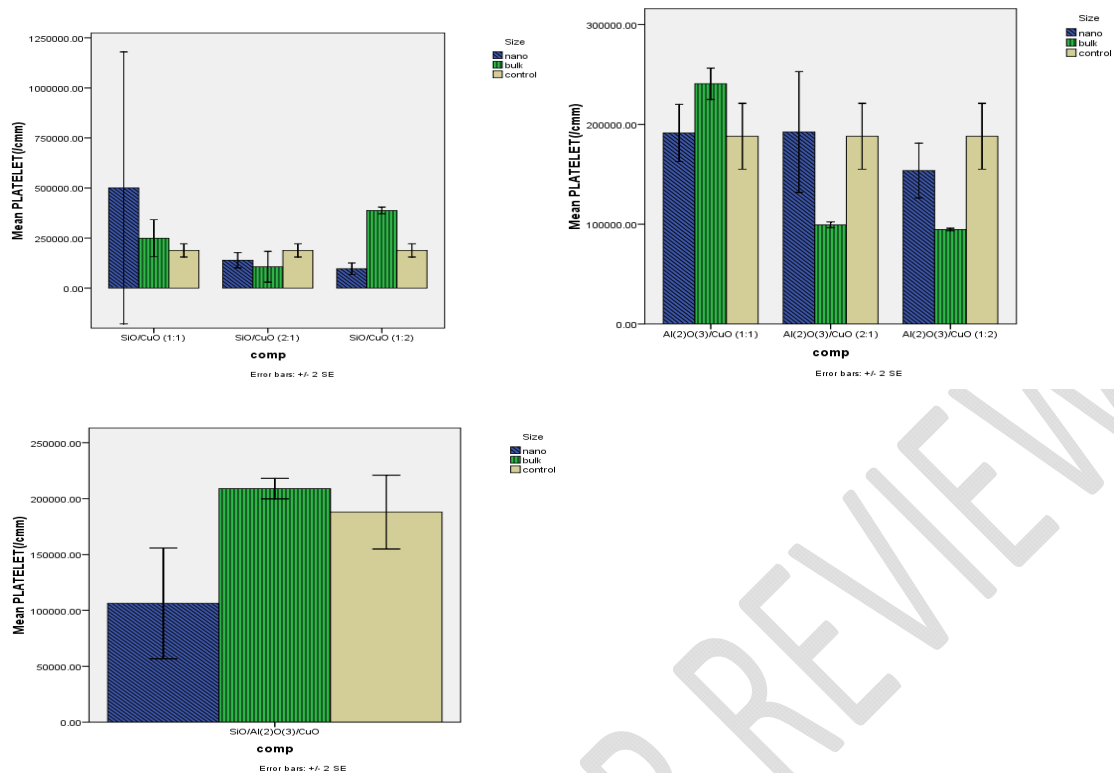 Mean PLATELET(/cmm)
1250000.00
1000000.00
750000.00
500000.00
250000.00
0.00
SiO/CuO (1:1) SiO/CuO (2:1) SiO/CuO (1:2)
comp
Error bars: +/- 2 SE
Size
nano
bulk
control
Mean PLATELET(/cmm)
300000.00
200000.00
100000.00
0.00
Al(2)O(3)/CuO (1:1) Al(2)O(3)/CuO (2:1) Al(2)O(3)/CuO (1:2)
comp
Error bars: +/- 2 SE
Size
nano
bulk
control
Mean PLATELET(/cmm)
250000.00
200000.00
150000.00
100000.00
50000.00
0.00
SiO/Al(2)O(3)/CuO
comp
Error bars: +/- 2 SE
Size
nano
bulk
control
R REVIEW